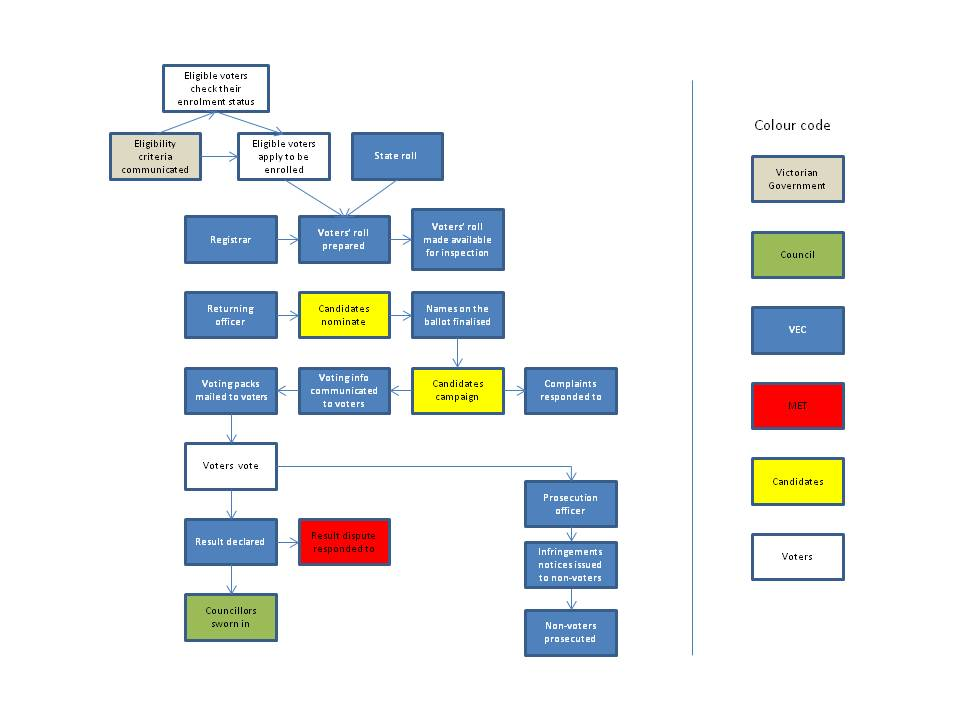 Eligible voters
check their
enrolment status
Eligibility
criteria
communicated
Eligible voters
apply to be
enrolled
State roll
Registrar
Voters' roll
prepared
Voters' roll
made available
for inspection
Returning
officer
Candidates
nominate
Names on the
ballot finalised
Voting packs
mailed to voters
Voting info
communicated
to voters
Candidates
campaign
Complaints
responded to
Voters vote
Prosecution
officer
Result declared
Result dispute
responded to
Infringements
notices issued
to non-voters
Councillors
sworn in
Non-voters
prosecuted
Colour code
Victorian
Government
Council
VEC
MET
Candidates
Voters